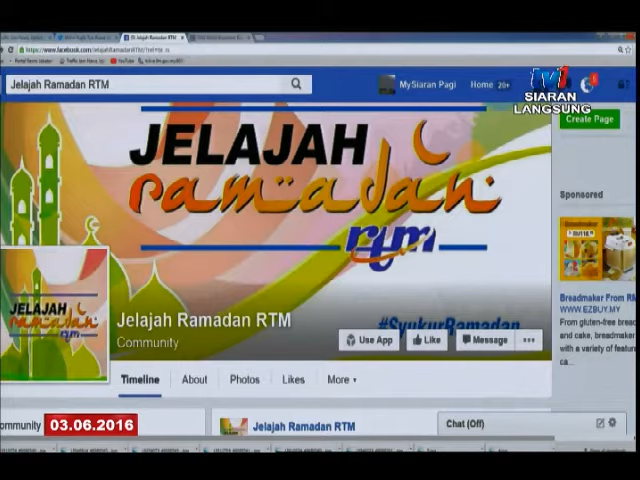 https://www.facebook.com/JelajahRamadanRTM/?fref=ts
YouTube
Jelajah Ramadan RTM
MySiaran Pagi
Home 20+
tv1
SIARAN
LANGSUNG
JELAJAH
ramadan
rtm
#SyukurRamadan
Create Page
Sponsored
Breadmaker
Breadmaker From RM
WWW.EZBUY.MY
From gluten-free bread
and cake, breadmaker
with a variety of feature
ca...
JELAJAH
ramadan
rtm
Jelajah Ramadan RTM
Community
Use App
Like
Message
Timeline
About
Photos
Likes
More
ommunity
03.06.2016
Jelajah Ramadan RTM
Chat (Off)